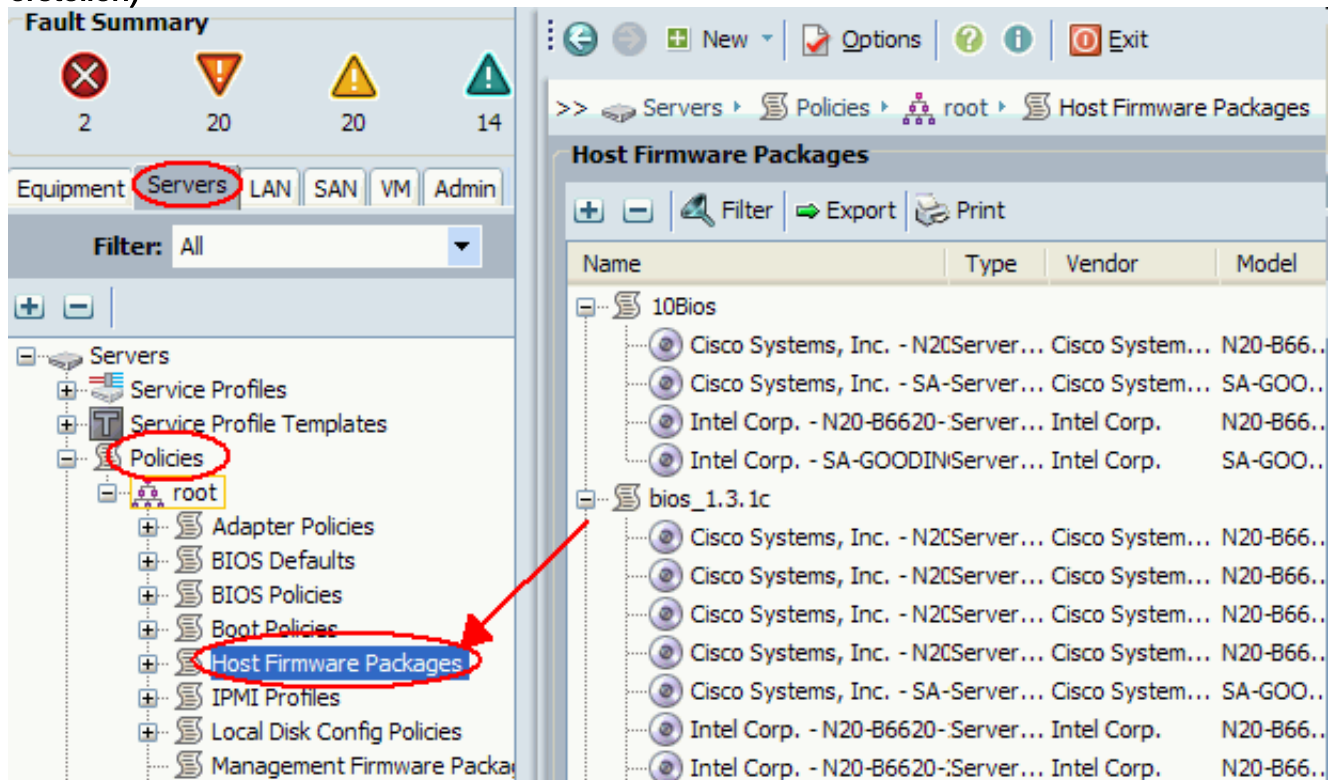 Fault Summary
2 20 20 14
Equipment Servers LAN SAN VM Admin
Filter: All
Servers
Service Profiles
Service Profile Templates
Policies
root
Adapter Policies
BIOS Defaults
BIOS Policies
Boot Policies
Host Firmware Packages
IPMI Profiles
Local Disk Config Policies
Management Firmware
New Options Exit
>> Servers Policies root Host Firmware Packages
Host Firmware Packages
Filter Export Print
Name Type Vendor Model
10Bios
Cisco Systems, Inc. - N20 Server... Cisco System... N20-B66..
Cisco Systems, Inc. - SA- Server... Cisco System... SA-GOO..
Intel Corp. - N20-B6620- Server... Intel Corp. N20-B66..
Intel Corp. - SA-GOODIN Server... Intel Corp. SA-GOO..
bios_1.3.1c
Cisco Systems, Inc. - N20 Server... Cisco System... N20-B66..
Cisco Systems, Inc. - N20 Server... Cisco System... N20-B66..
Cisco Systems, Inc. - N20 Server... Cisco System... N20-B66..
Cisco Systems, Inc. - N20 Server... Cisco System... N20-B66..
Cisco Systems, Inc. - SA- Server... Cisco System... SA-GOO..
Intel Corp. - N20-B6620- Server... Intel Corp. N20-B66..
Intel Corp. - N20-B6620- Server... Intel Corp. N20-B66..